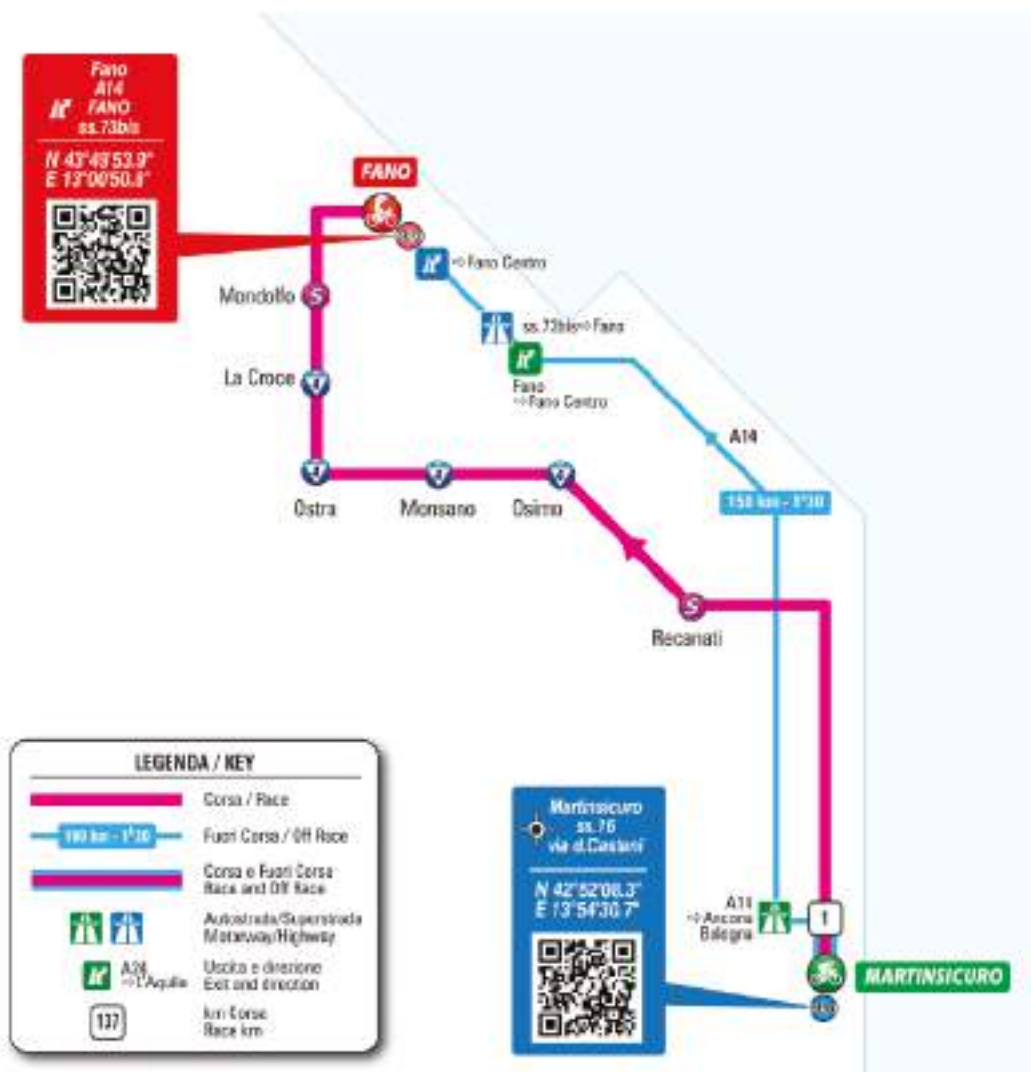 Fano
A14
FANO
ss.73bis
N 43°49'53.9"
E 13°00'50.8"
FANO
⇨Fano Centro
Mondolfo
ss.73bis⇨Fano
La Croce
Fano
⇨Fano Centro
A14
150 km - 1h30
Ostra
Monsano
Osimo
S
Recanati
LEGENDA / KEY
Corsa / Race
100 km - 1h30
Fuori Corsa / Off Race
Corsa e Fuori Corsa
Race and Off Race
Autostrada/Superstrada
Motorway/Highway
⇨L'Aquila
Uscita e direzione
Exit and direction
137
km Corsa
Race km
Martinsicuro
ss.16
via d.Castani
N 42°52'08.3"
E 13°54'30.7"
A14
⇨Ancona
Bologna
1
MARTINSICURO